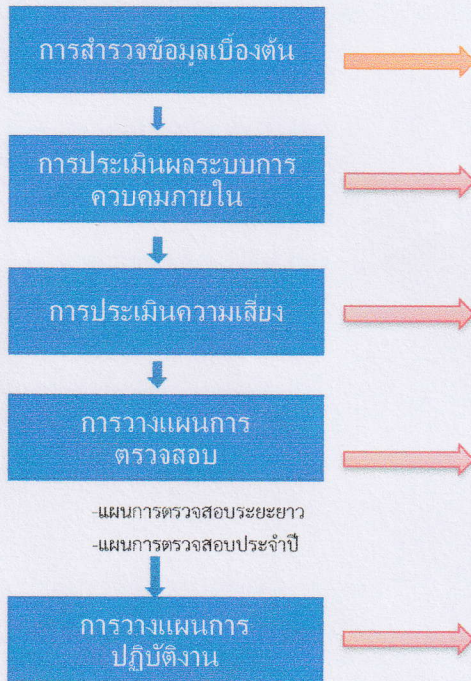 การสำรวจข้อมูลเบื้องต้น
การประเมินผลระบบการ
ควบคมภายใน
การประเมินความเสี่ยง
การวางแผนการ
ตรวจสอบ
-แผนการตรวจสอบระยะยาว
-แผนการตรวจสอบประจำปี
การวางแผนการ
ปฏิบัติงาน